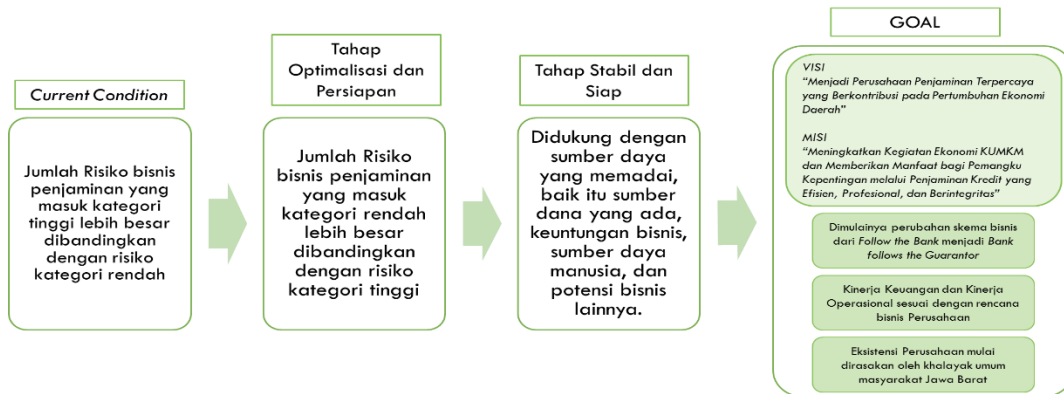 Current Condition
Jumlah Risiko bisnis
penjaminan yang
masuk kategori
tinggi lebih besar
dibandingkan
dengan risiko
kategori rendah
Tahap
Optimalisasi dan
Persiapan
Jumlah Risiko
bisnis penjaminan
yang masuk
kategori rendah
lebih besar
dibandingkan
dengan risiko
kategori tinggi
Tahap Stabil dan
Siap
Didukung dengan
sumber daya
yang memadai,
baik itu sumber
dana yang ada,
keuntungan bisnis,
sumber daya
manusia, dan
potensi bisnis
lainnya.
GOAL
VISI
“Menjadi Perusahaan Penjaminan Terpercaya
yang Berkontribusi pada Pertumbuhan Ekonomi
Daerah”
MISI
“Meningkatkan Kegiatan Ekonomi KUMKM
dan Memberikan Manfaat bagi Pemangku
Kepentingan melalui Penjaminan Kredit yang
Efisien, Profesional, dan Berintegritas”
Dimulainya perubahan skema bisnis
dari Follow the Bank menjadi Bank
follows the Guarantor
Kinerja Keuangan dan Kinerja
Operasional sesuai dengan rencana
bisnis Perusahaan
Eksistensi Perusahaan mulai
dirasakan oleh khalayak umum
masyarakat Jawa Barat